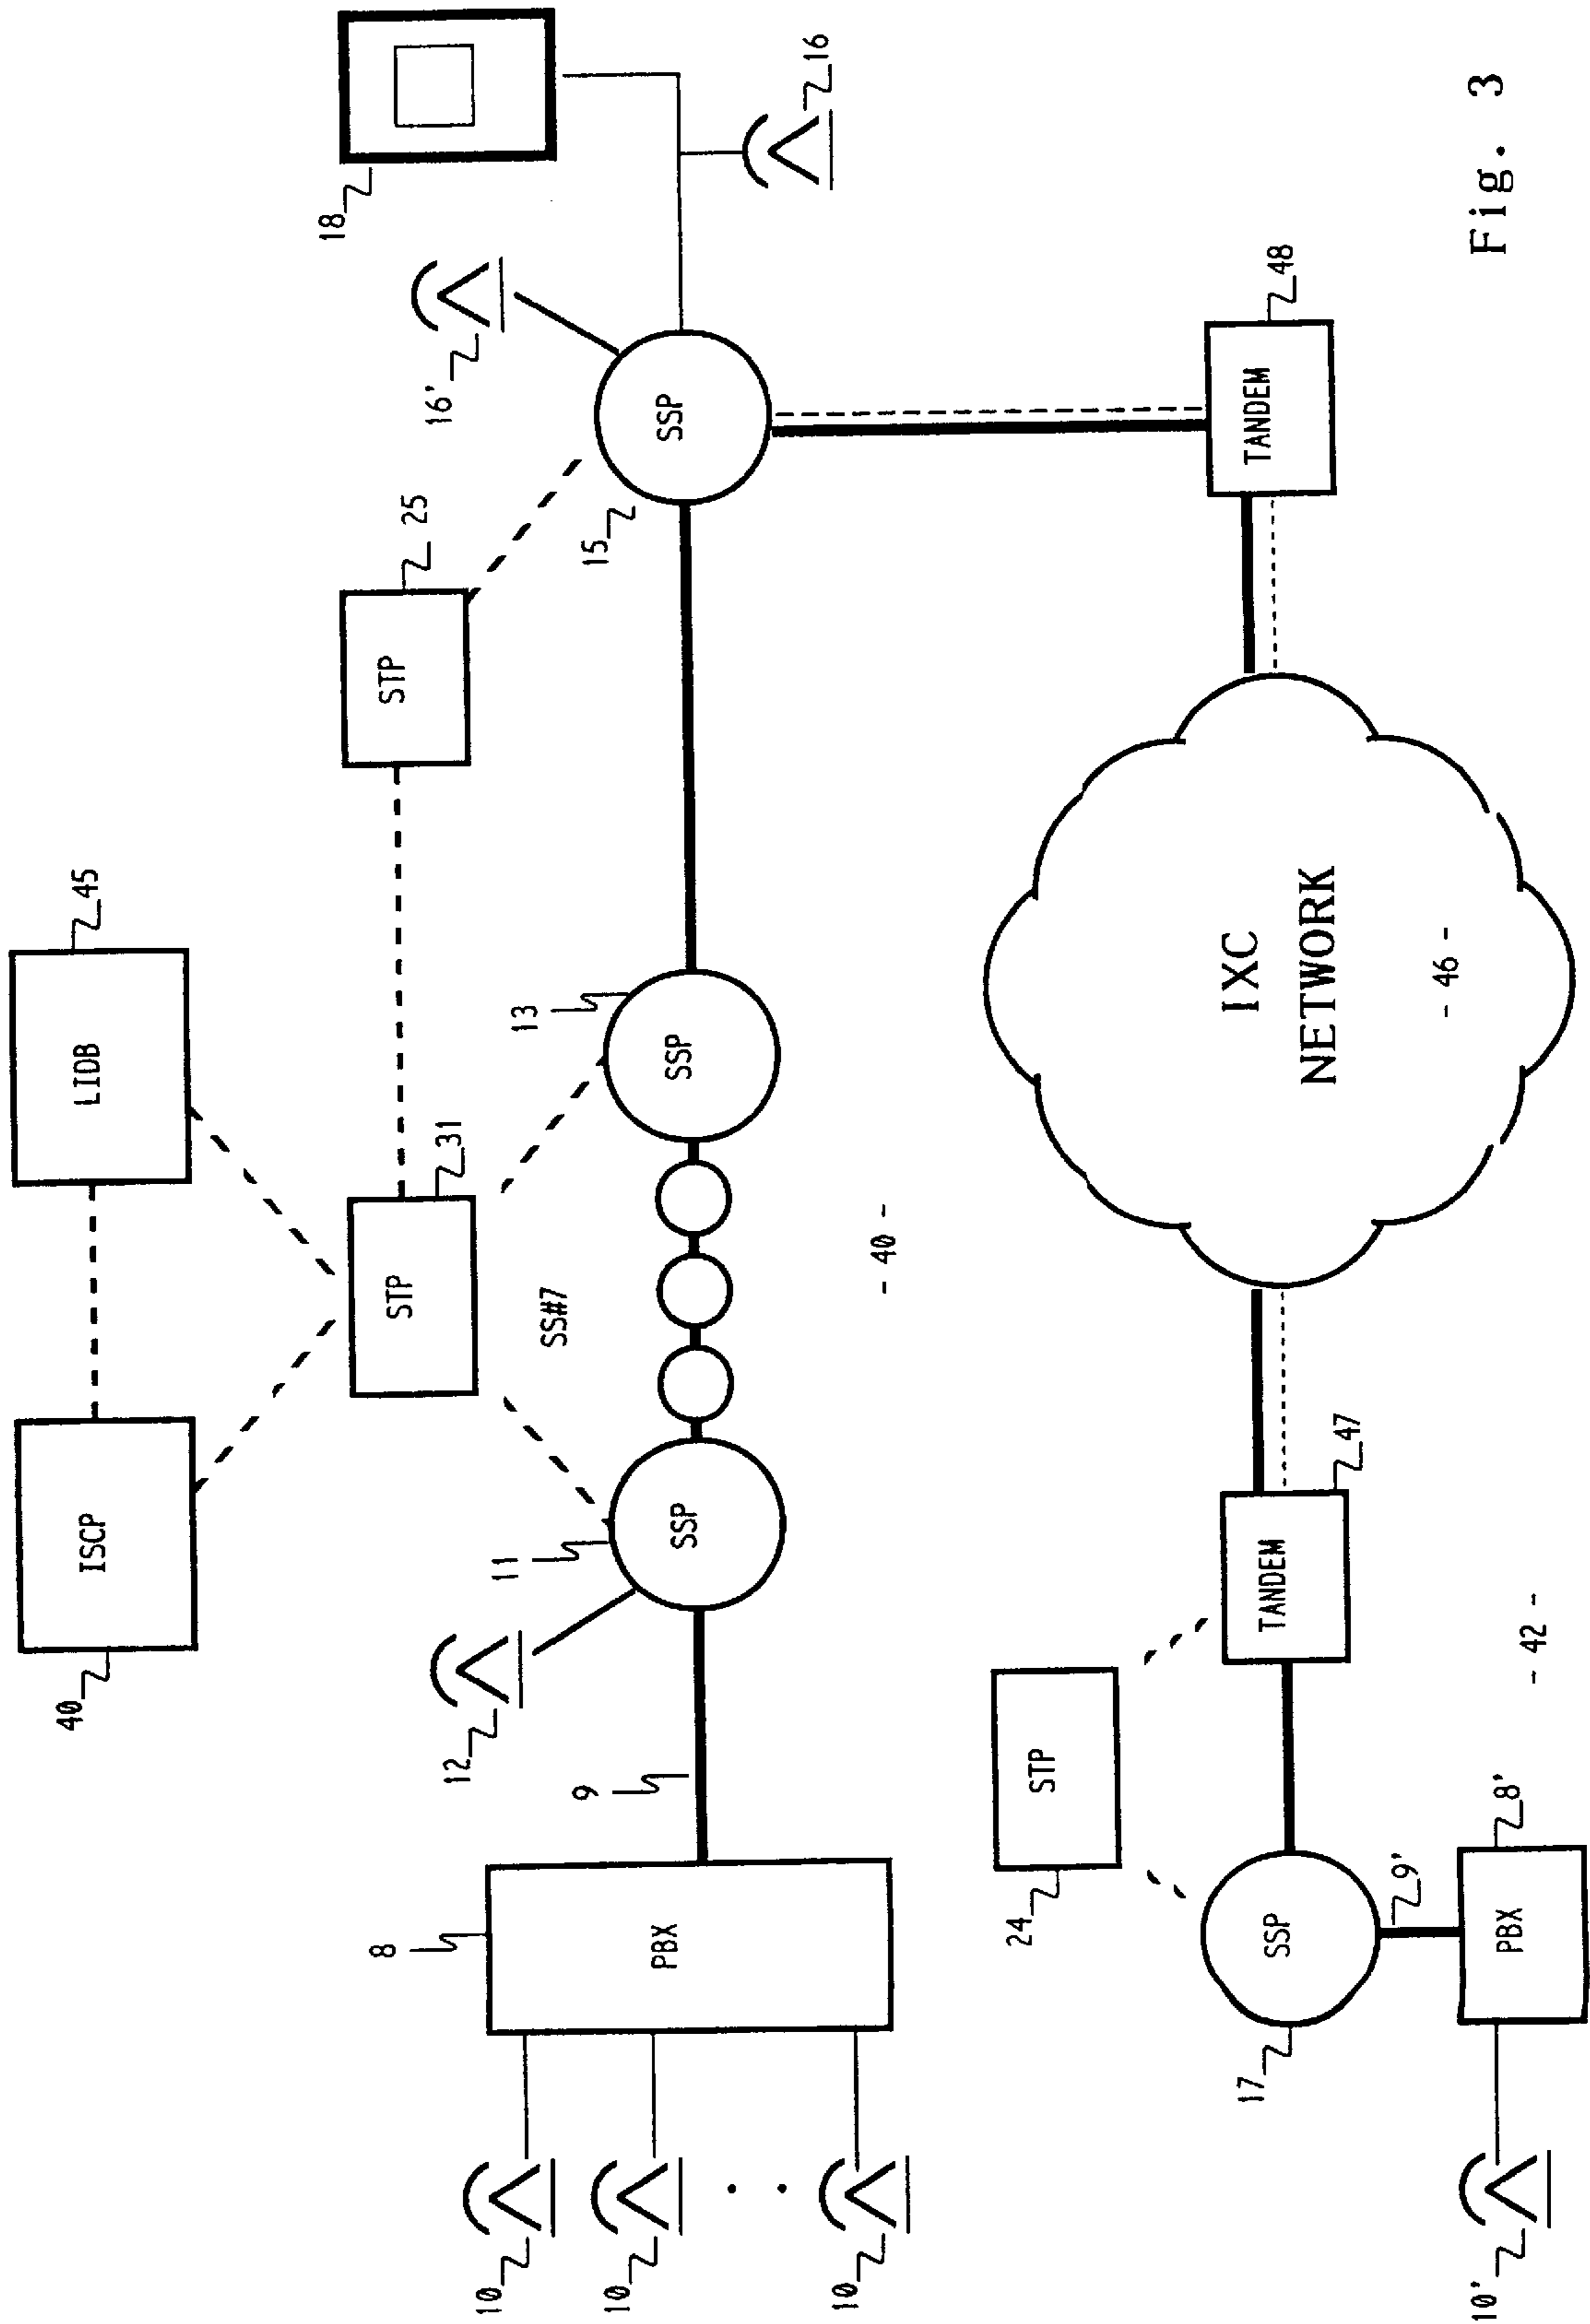 40
ISCP
LIDB
45
18
12
11
STP
31
SS#7
13
STP
25
16'
16
8
PBX
9
SSP
SSP
15
SSP
10
10
10
- 40 -
24
STP
17
SSP
9'
PBX
8'
10'
TANDEM
47
- 42 -
IXC
NETWORK
- 46 -
TANDEM
48
Fig. 3